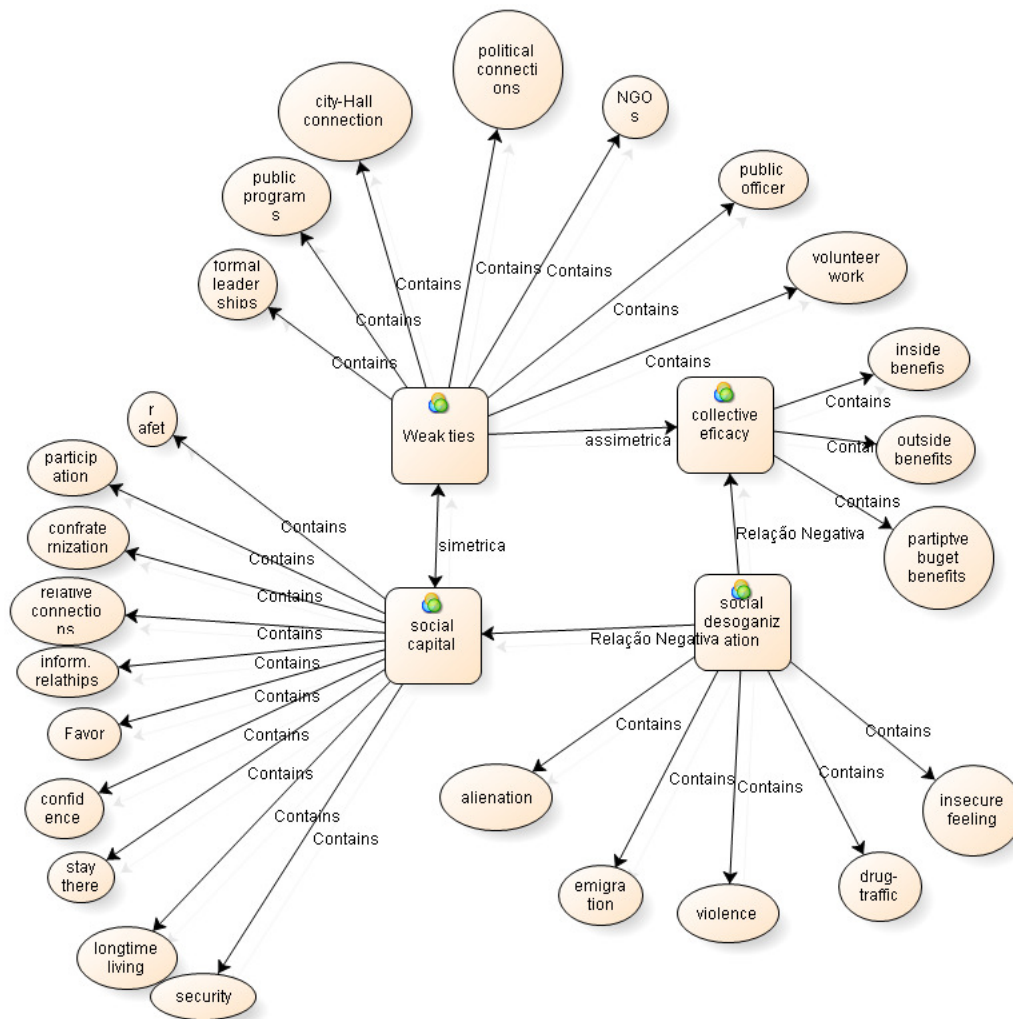 political
connecti
ons
city-Hall
connection
NGO
s
public
officer
public
program
s
volunteer
work
formal
leader
ships
Contains
Contains
Contains
Contains
Contains
Contains
Contains
inside
benefis
Contains
outside
benefits
Contains
partiptve
buget
benefits
Weak ties
assimetrica
collective
eficacy
r
afet
particip
ation
confrate
rnization
relative
connectio
ns
inform.
relathips
Favor
confid
ence
stay
there
longtime
living
security
Contains
Contains
Contains
Contains
Contains
Contains
Contains
Contains
Contains
Contains
simetrica
social
capital
Relação Negativa
Relação Negativa
social
desoganiz
ation
Contains
Contains
Contains
Contains
Contains
alienation
emigra
tion
violence
drug-
traffic
insecure
feeling